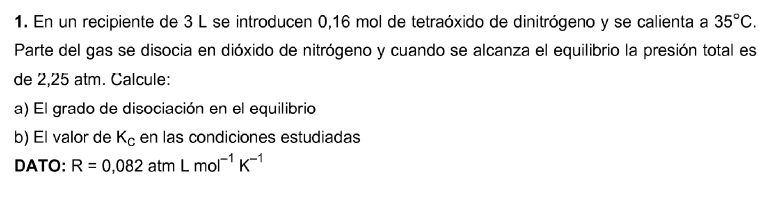 1. En un recipiente de 3 L se introducen 0,16 mol de tetraóxido de dinitrógeno y se calienta a 35°C.
Parte del gas se disocia en dióxido de nitrógeno y cuando se alcanza el equilibrio la presión total es
de 2,25 atm. Calcule:
a) El grado de disociación en el equilibrio
b) El valor de K_C en las condiciones estudiadas
DATO: R = 0,082 atm L mol⁻¹ K⁻¹